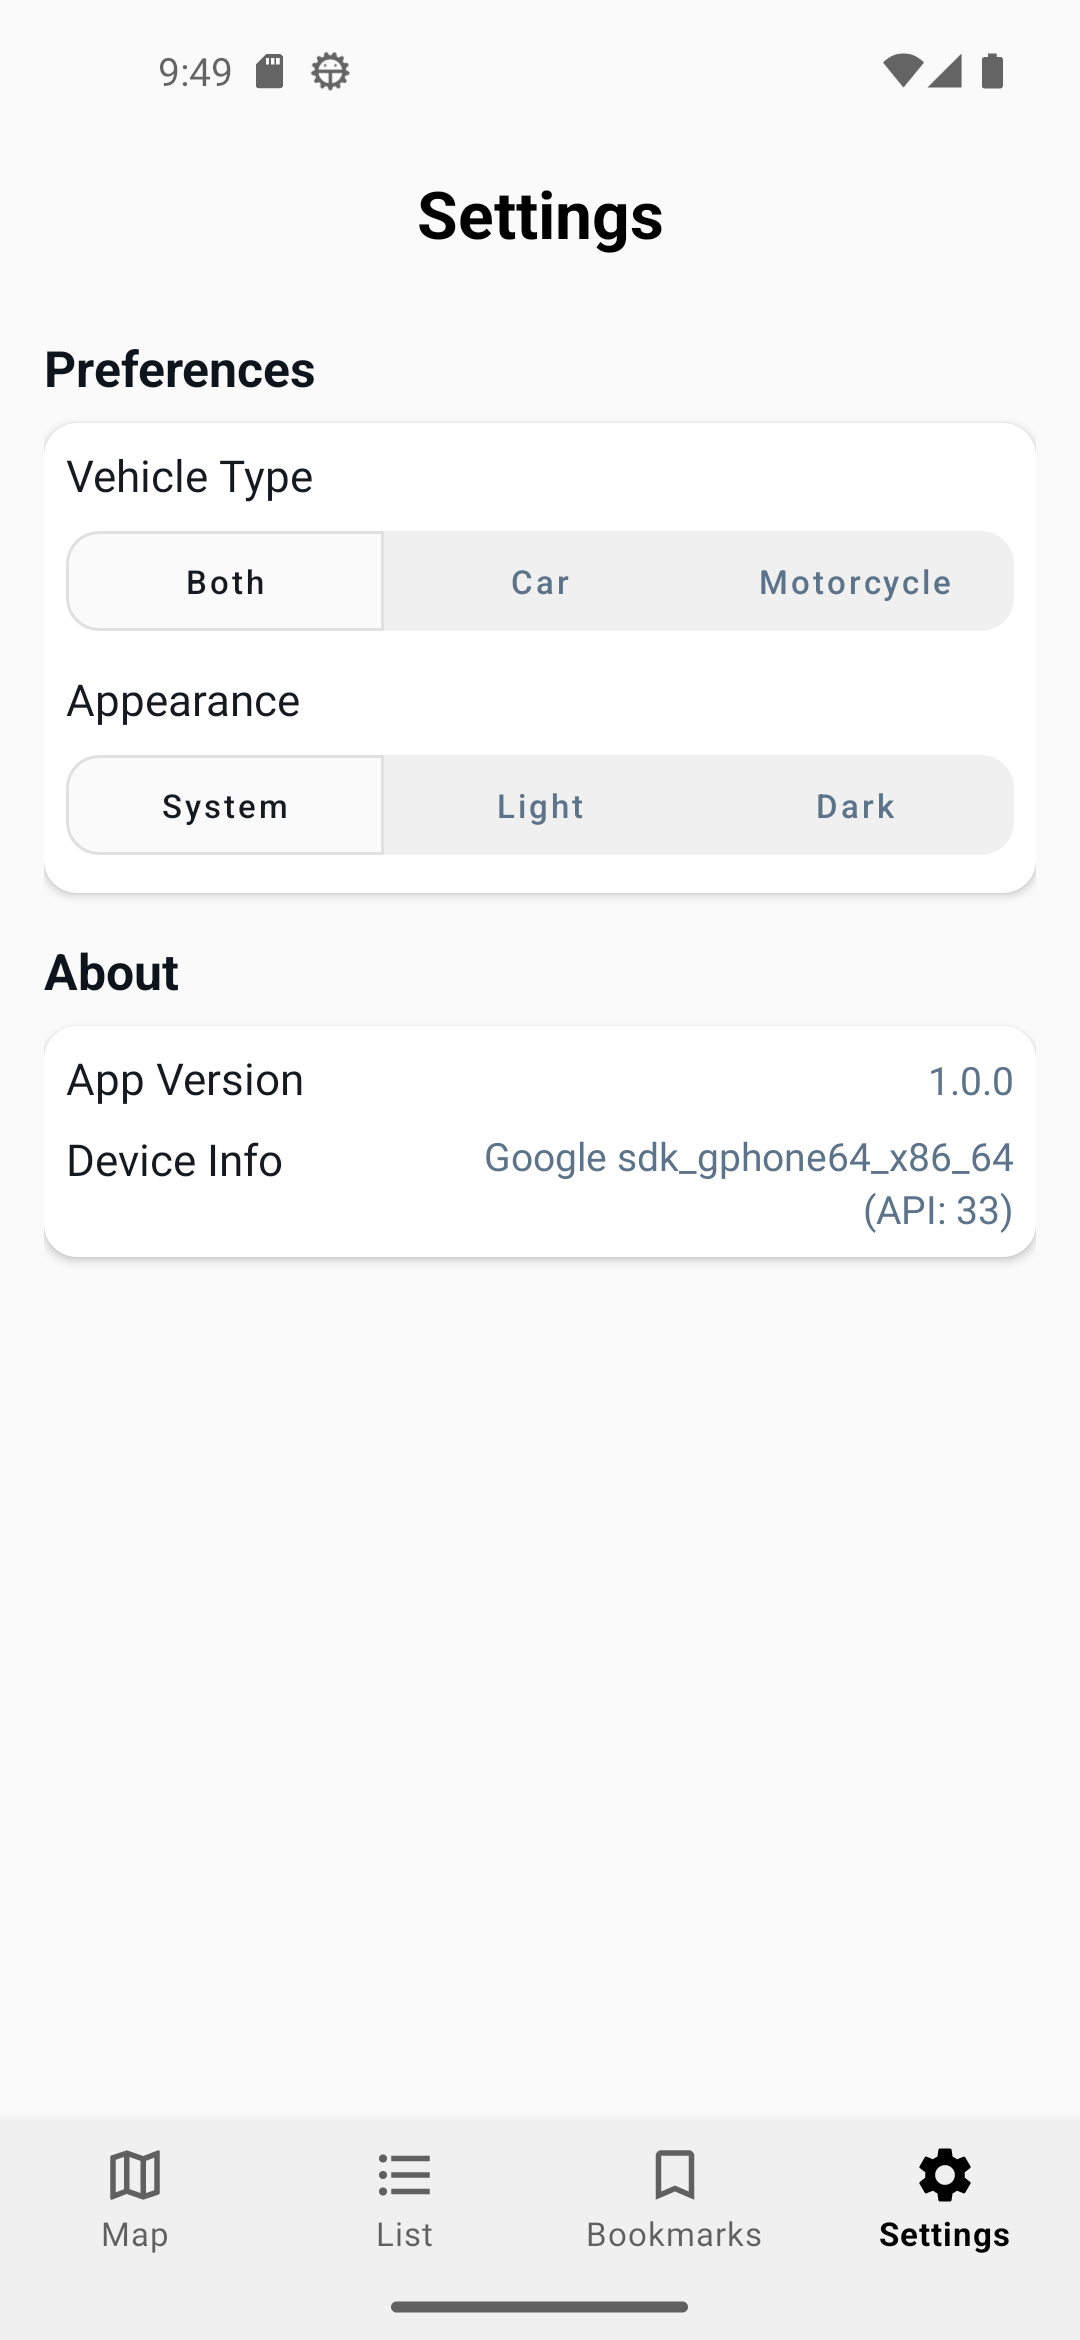 9:49
Settings
Preferences
Vehicle Type
Both Car Motorcycle
Appearance
System Light Dark
About
App Version 1.0.0
Device Info Google sdk_gphone64_x86_64
(API: 33)
Map List Bookmarks Settings